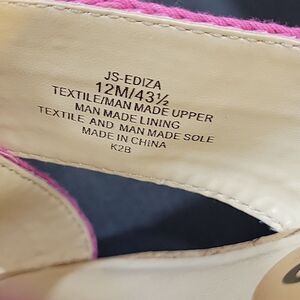 JS-EDIZA
12M/43½
TEXTILE/MAN MADE UPPER
MAN MADE LINING
TEXTILE AND MAN MADE SOLE
MADE IN CHINA
K2B